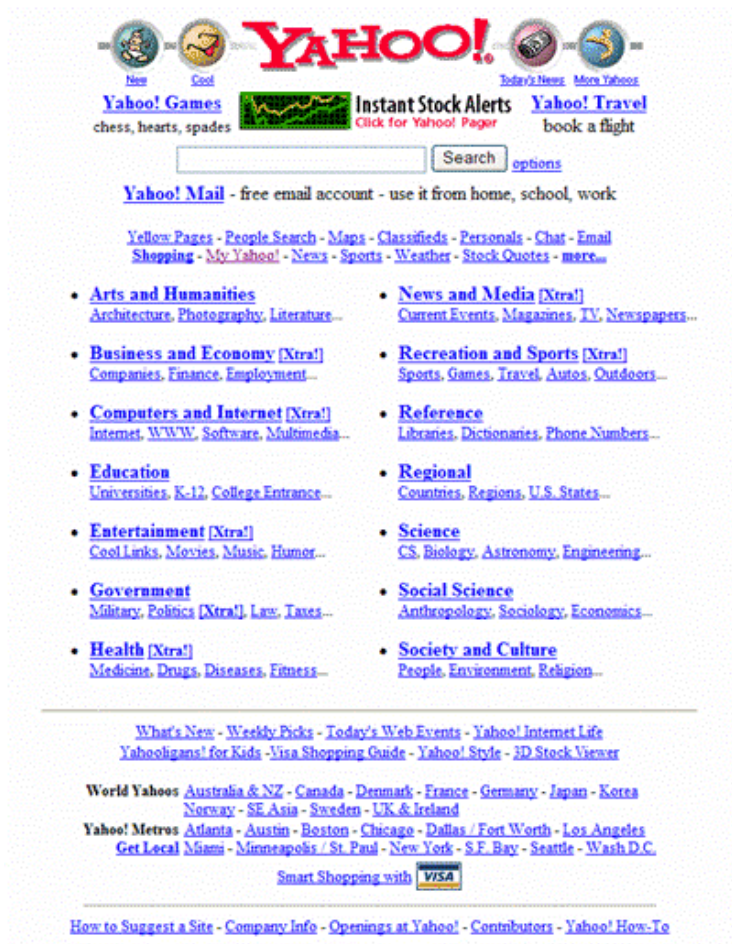 YAHOO!
New Cool Today's News More Yahoos
Yahoo! Games
chess, hearts, spades
Instant Stock Alerts
Click for Yahoo! Pager
Yahoo! Travel
book a flight
Search options
Yahoo! Mail - free email account - use it from home, school, work
Yellow Pages - People Search - Maps - Classifieds - Personals - Chat - Email
Shopping - My Yahoo! - News - Sports - Weather - Stock Quotes - more...
Arts and Humanities
Architecture, Photography, Literature...
Business and Economy [Xtra!]
Companies, Finance, Employment...
Computers and Internet [Xtra!]
Internet, WWW, Software, Multimedia...
Education
Universities, K-12, College Entrance...
Entertainment [Xtra!]
Cool Links, Movies, Music, Humor...
Government
Military, Politics [Xtra!], Law, Taxes...
Health [Xtra!]
Medicine, Drugs, Diseases, Fitness...
News and Media [Xtra!]
Current Events, Magazines, TV, Newspapers...
Recreation and Sports [Xtra!]
Sports, Games, Travel, Autos, Outdoors...
Reference
Libraries, Dictionaries, Phone Numbers...
Regional
Countries, Regions, U.S. States...
Science
CS, Biology, Astronomy, Engineering...
Social Science
Anthropology, Sociology, Economics...
Society and Culture
People, Environment, Religion...
What's New - Weekly Picks - Today's Web Events - Yahoo! Internet Life
Yahooligans! for Kids -Visa Shopping Guide - Yahoo! Style - 3D Stock Viewer
World Yahoos Australia & NZ - Canada - Denmark - France - Germany - Japan - Korea
Norway - SE Asia - Sweden - UK & Ireland
Yahoo! Metros Atlanta - Austin - Boston - Chicago - Dallas / Fort Worth - Los Angeles
Get Local Miami - Minneapolis / St. Paul - New York - S.F. Bay - Seattle - Wash D.C.
Smart Shopping with VISA
How to Suggest a Site - Company Info - Openings at Yahoo! - Contributors - Yahoo! How-To